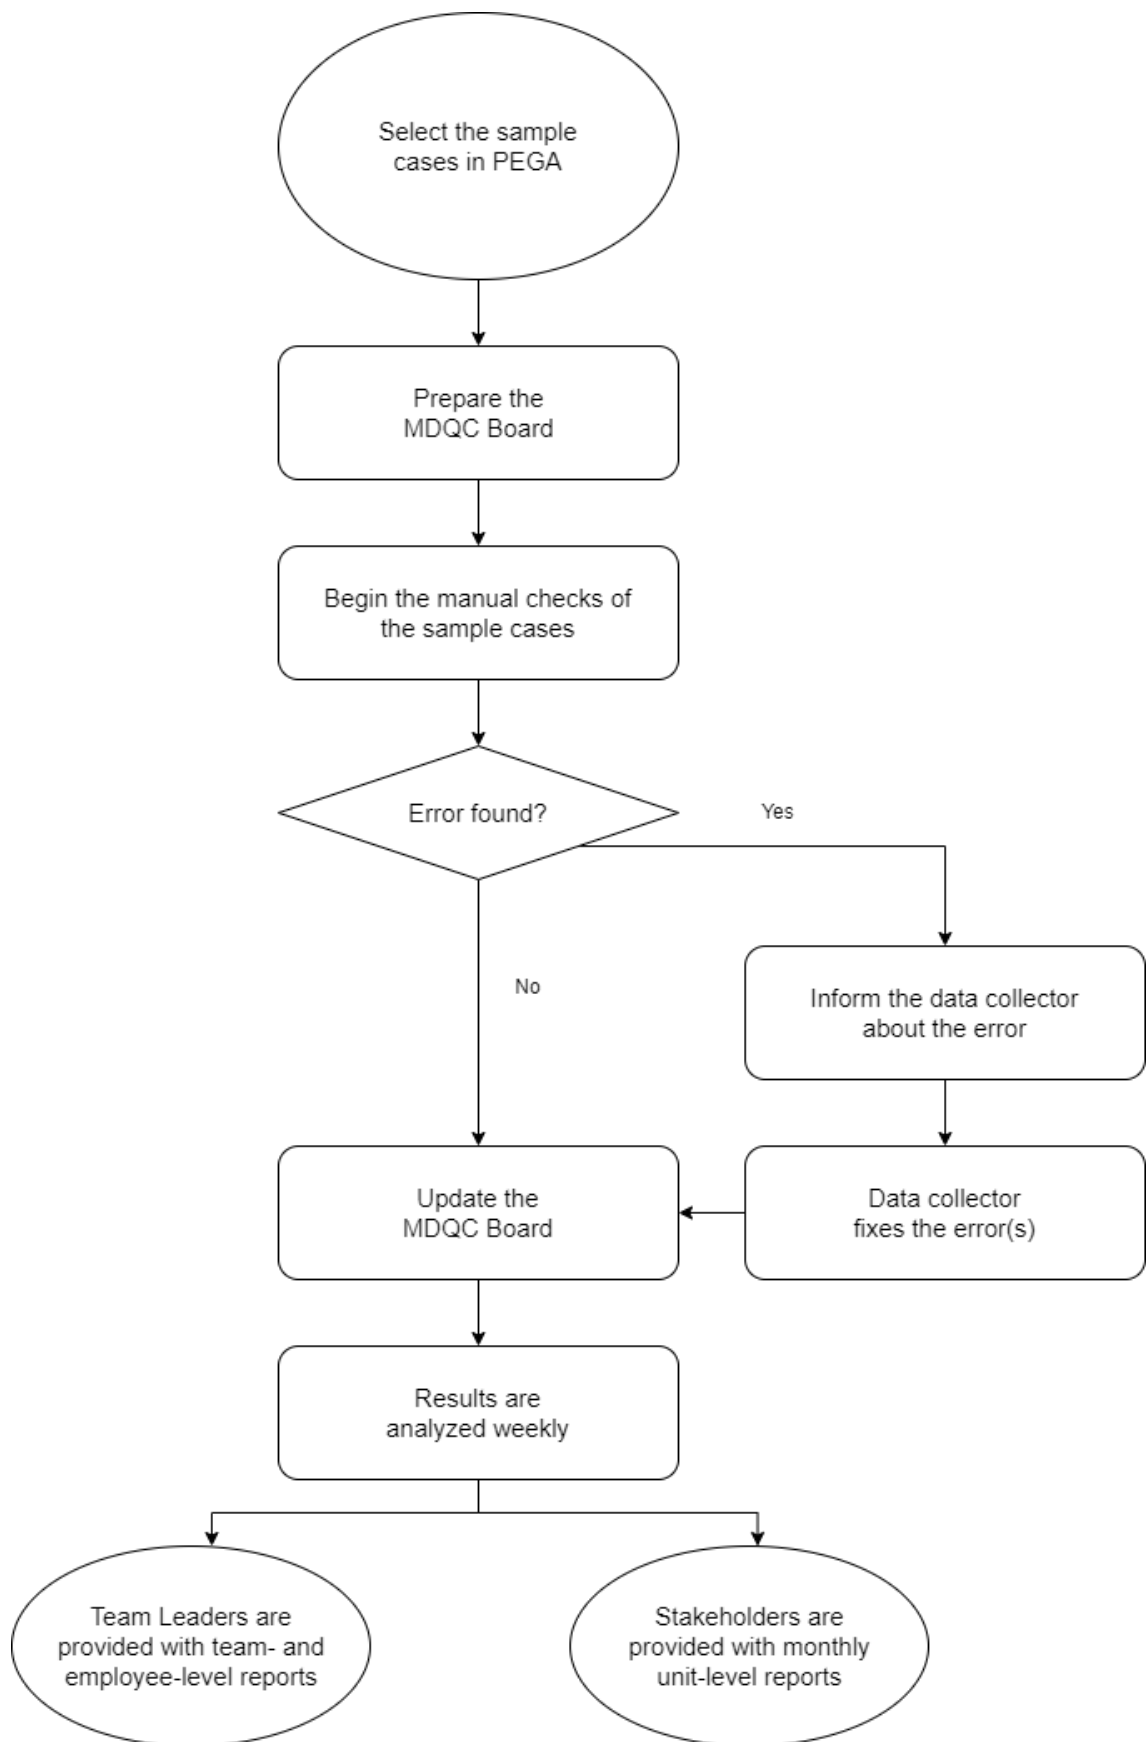 Select the sample
cases in PEGA
Prepare the
MDQC Board
Begin the manual checks of
the sample cases
Error found?
Yes
No
Inform the data collector
about the error
Update the
MDQC Board
Data collector
fixes the error(s)
Results are
analyzed weekly
Team Leaders are
provided with team- and
employee-level reports
Stakeholders are
provided with monthly
unit-level reports